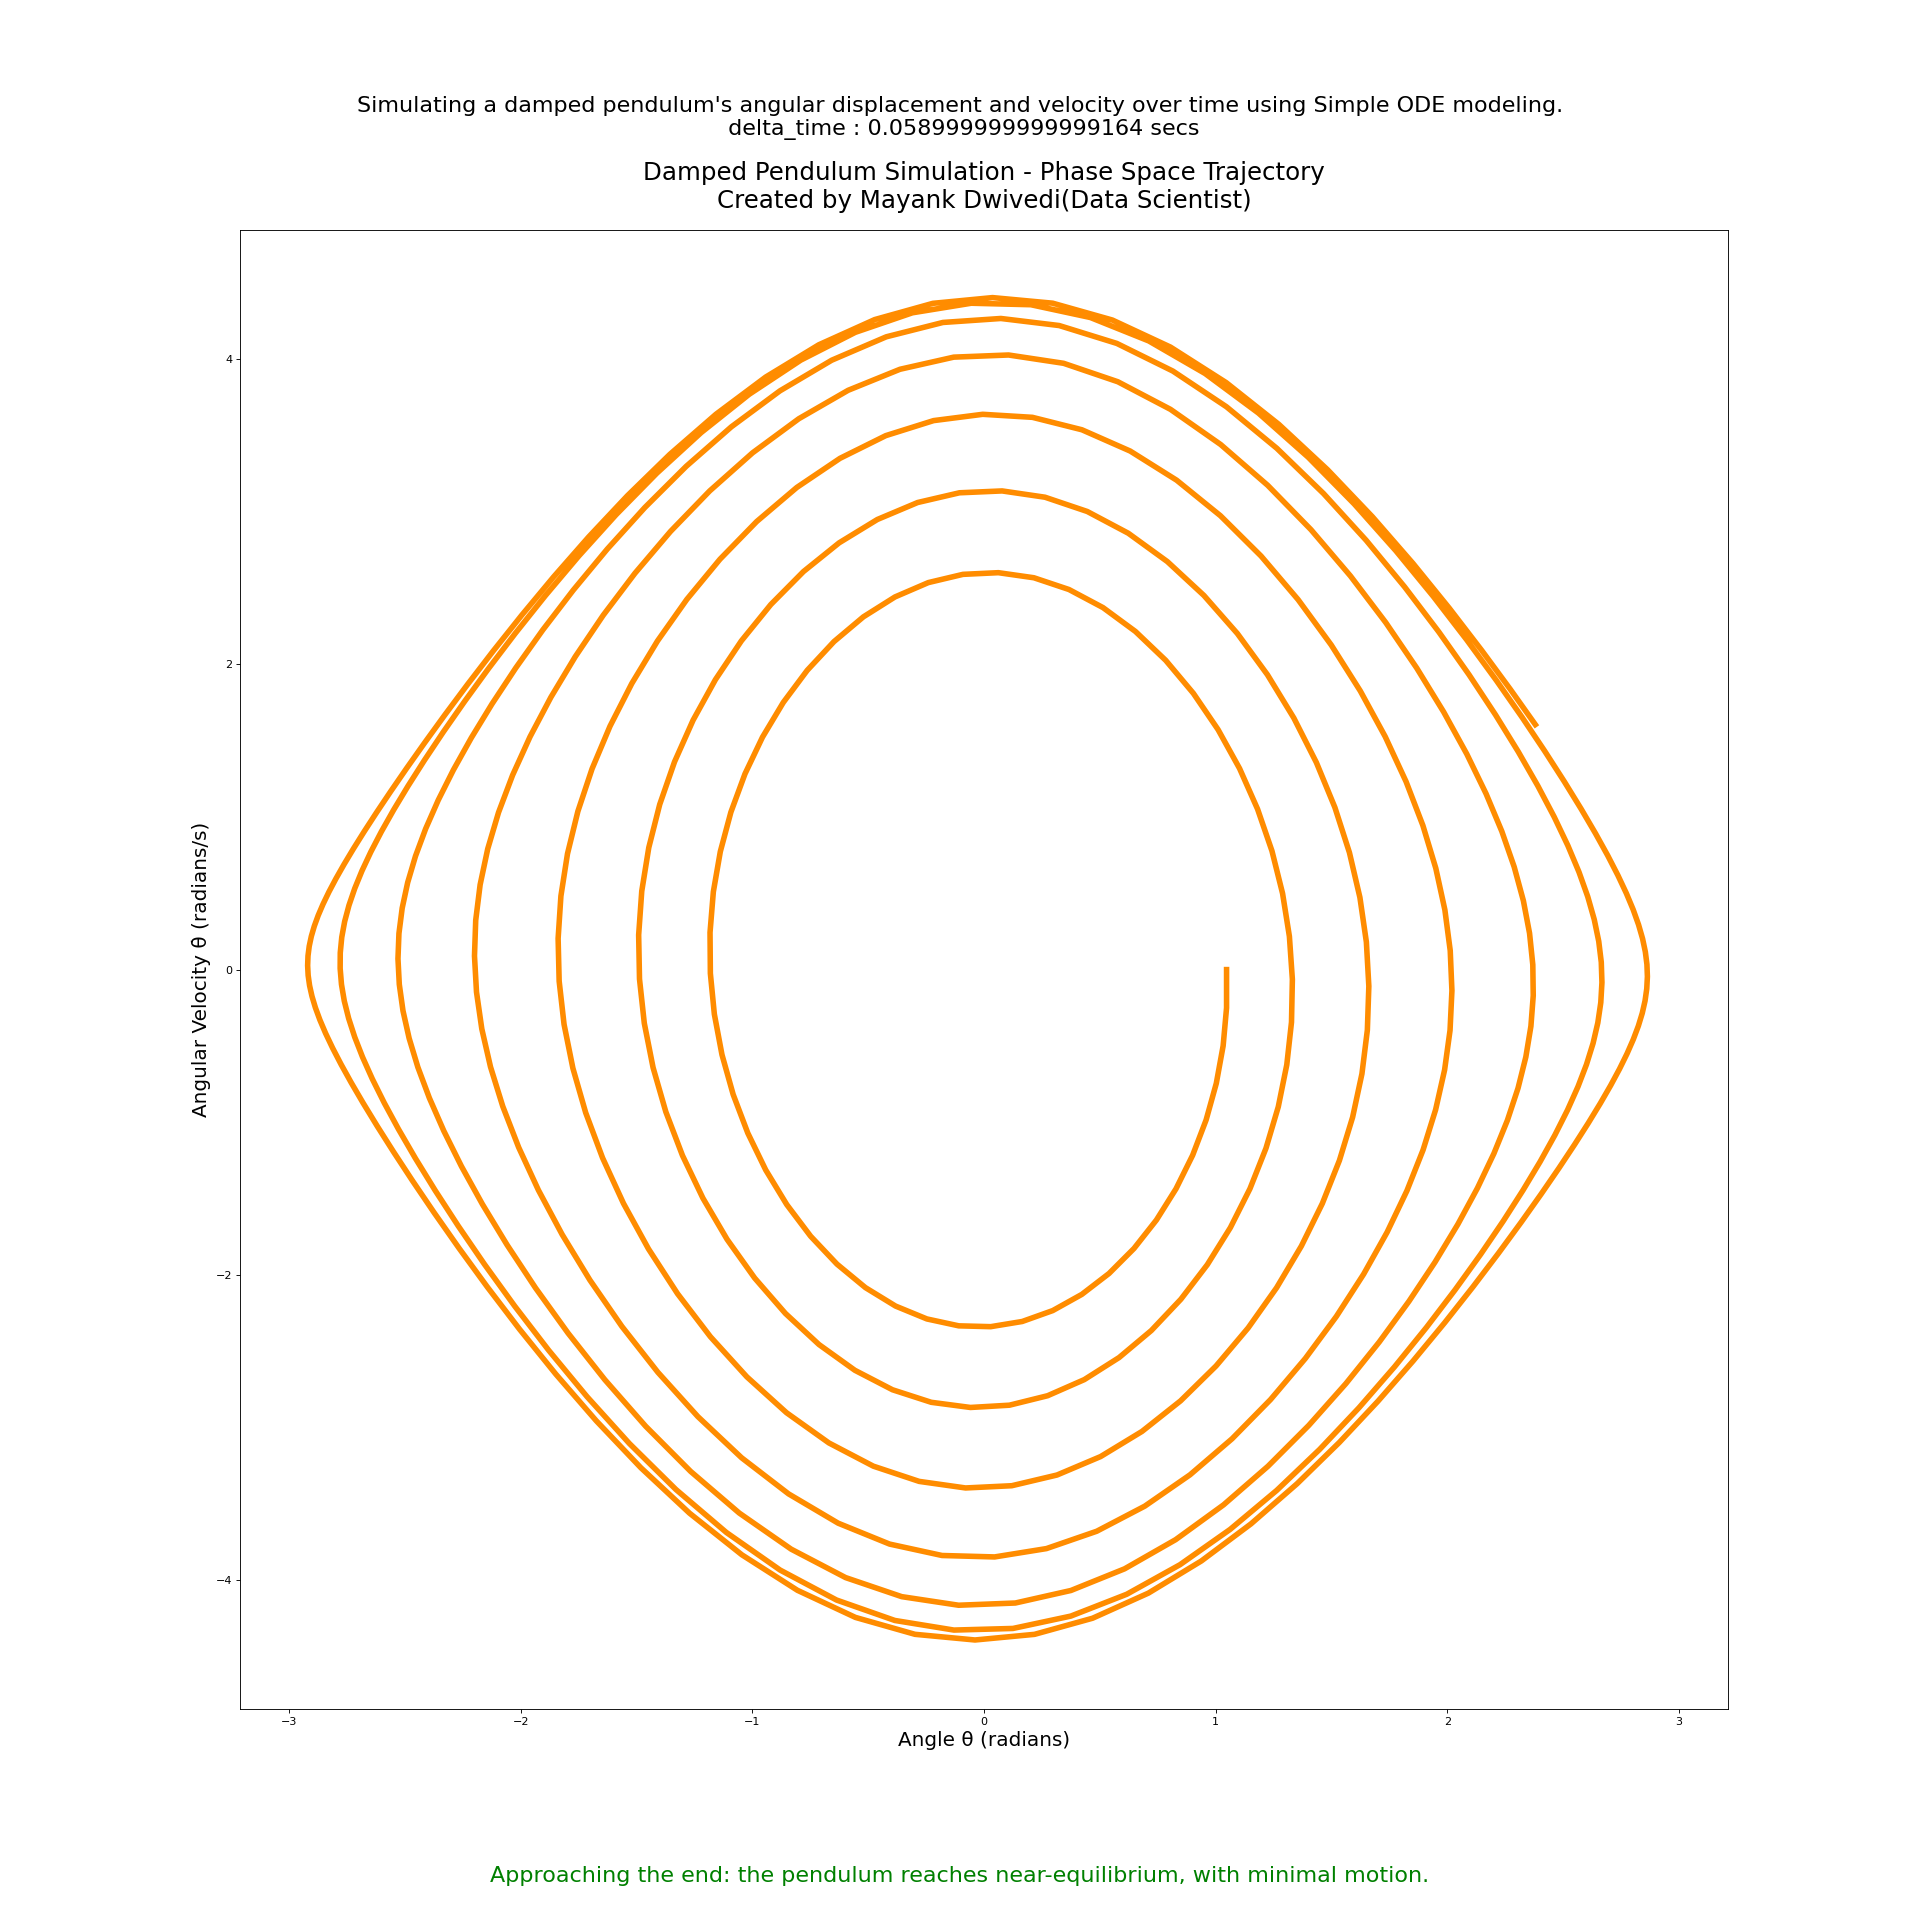 Simulating a damped pendulum's angular displacement and velocity over time using Simple ODE modeling.
delta_time : 0.058999999999999164 secs
Damped Pendulum Simulation - Phase Space Trajectory
Created by Mayank Dwivedi(Data Scientist)
Angular Velocity θ (radians/s)
4
2
0
−2
−4
−3
−2
−1
0
1
2
3
Angle θ (radians)
Approaching the end: the pendulum reaches near-equilibrium, with minimal motion.